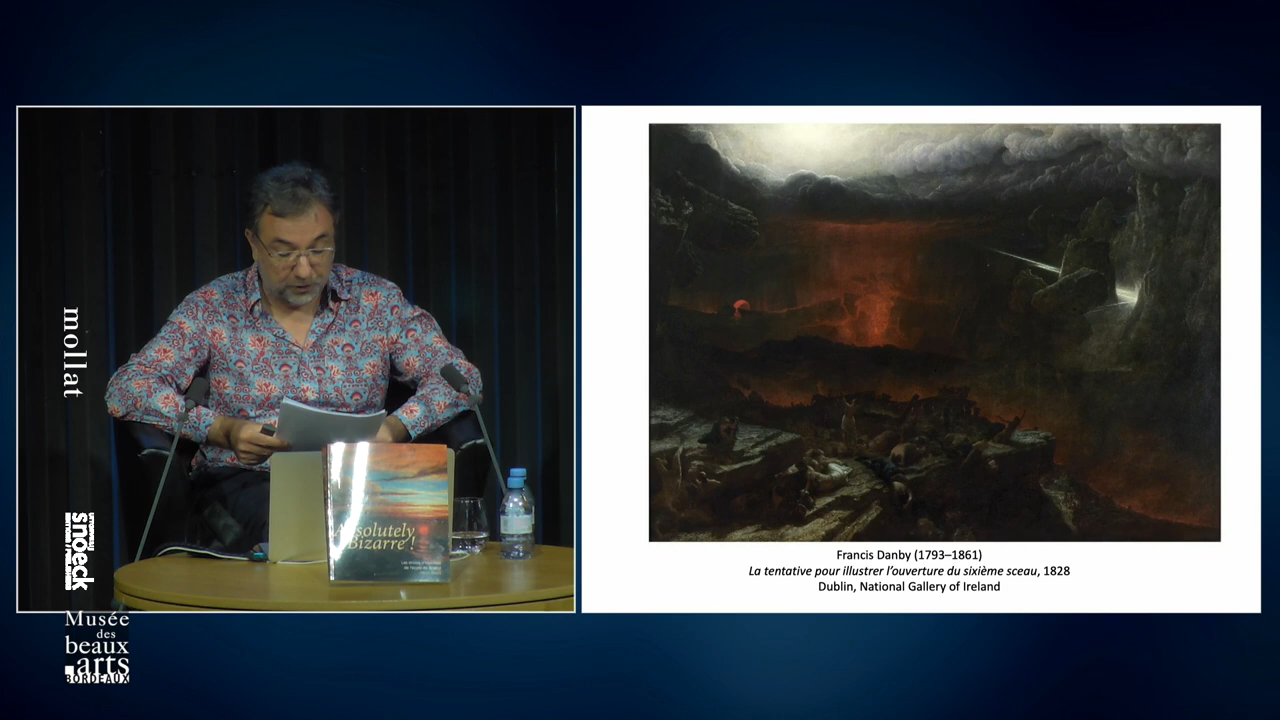 mollat
snoeck
Musée
des
beaux
.arts
BORDEAUX
Absolutely
Bizarre !
Francis Danby (1793–1861)
La tentative pour illustrer l’ouverture du sixième sceau, 1828
Dublin, National Gallery of Ireland